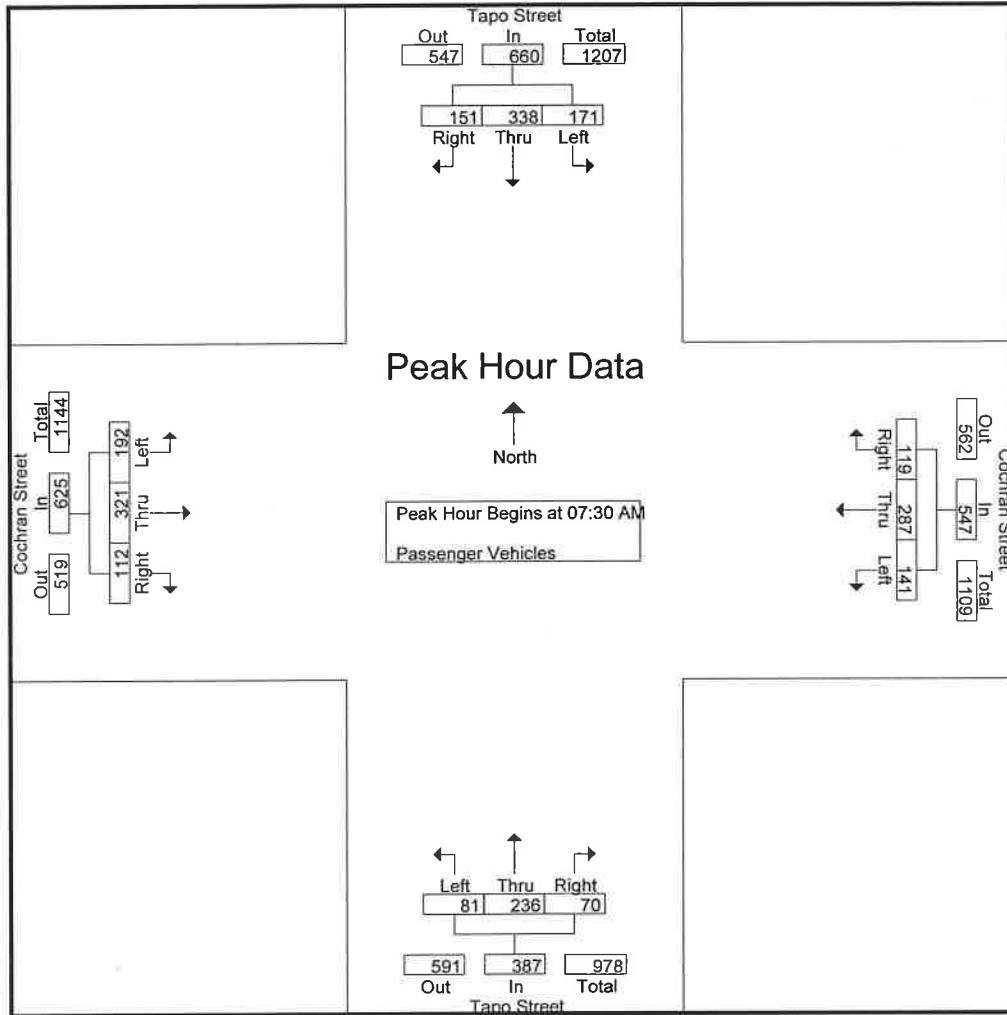 Tapo Street
Out In Total
547 660 1207
151 338 171
Right Thru Left
Peak Hour Data
North
Peak Hour Begins at 07:30 AM
Passenger Vehicles
Cochran Street
Total In Out
1144 625 519
192 321 112
Left Thru Right
Right Thru Left
119 287 141
Out In Total
562 547 1109
Cochran Street
Left Thru Right
81 236 70
591 387 978
Out In Total
Tapo Street